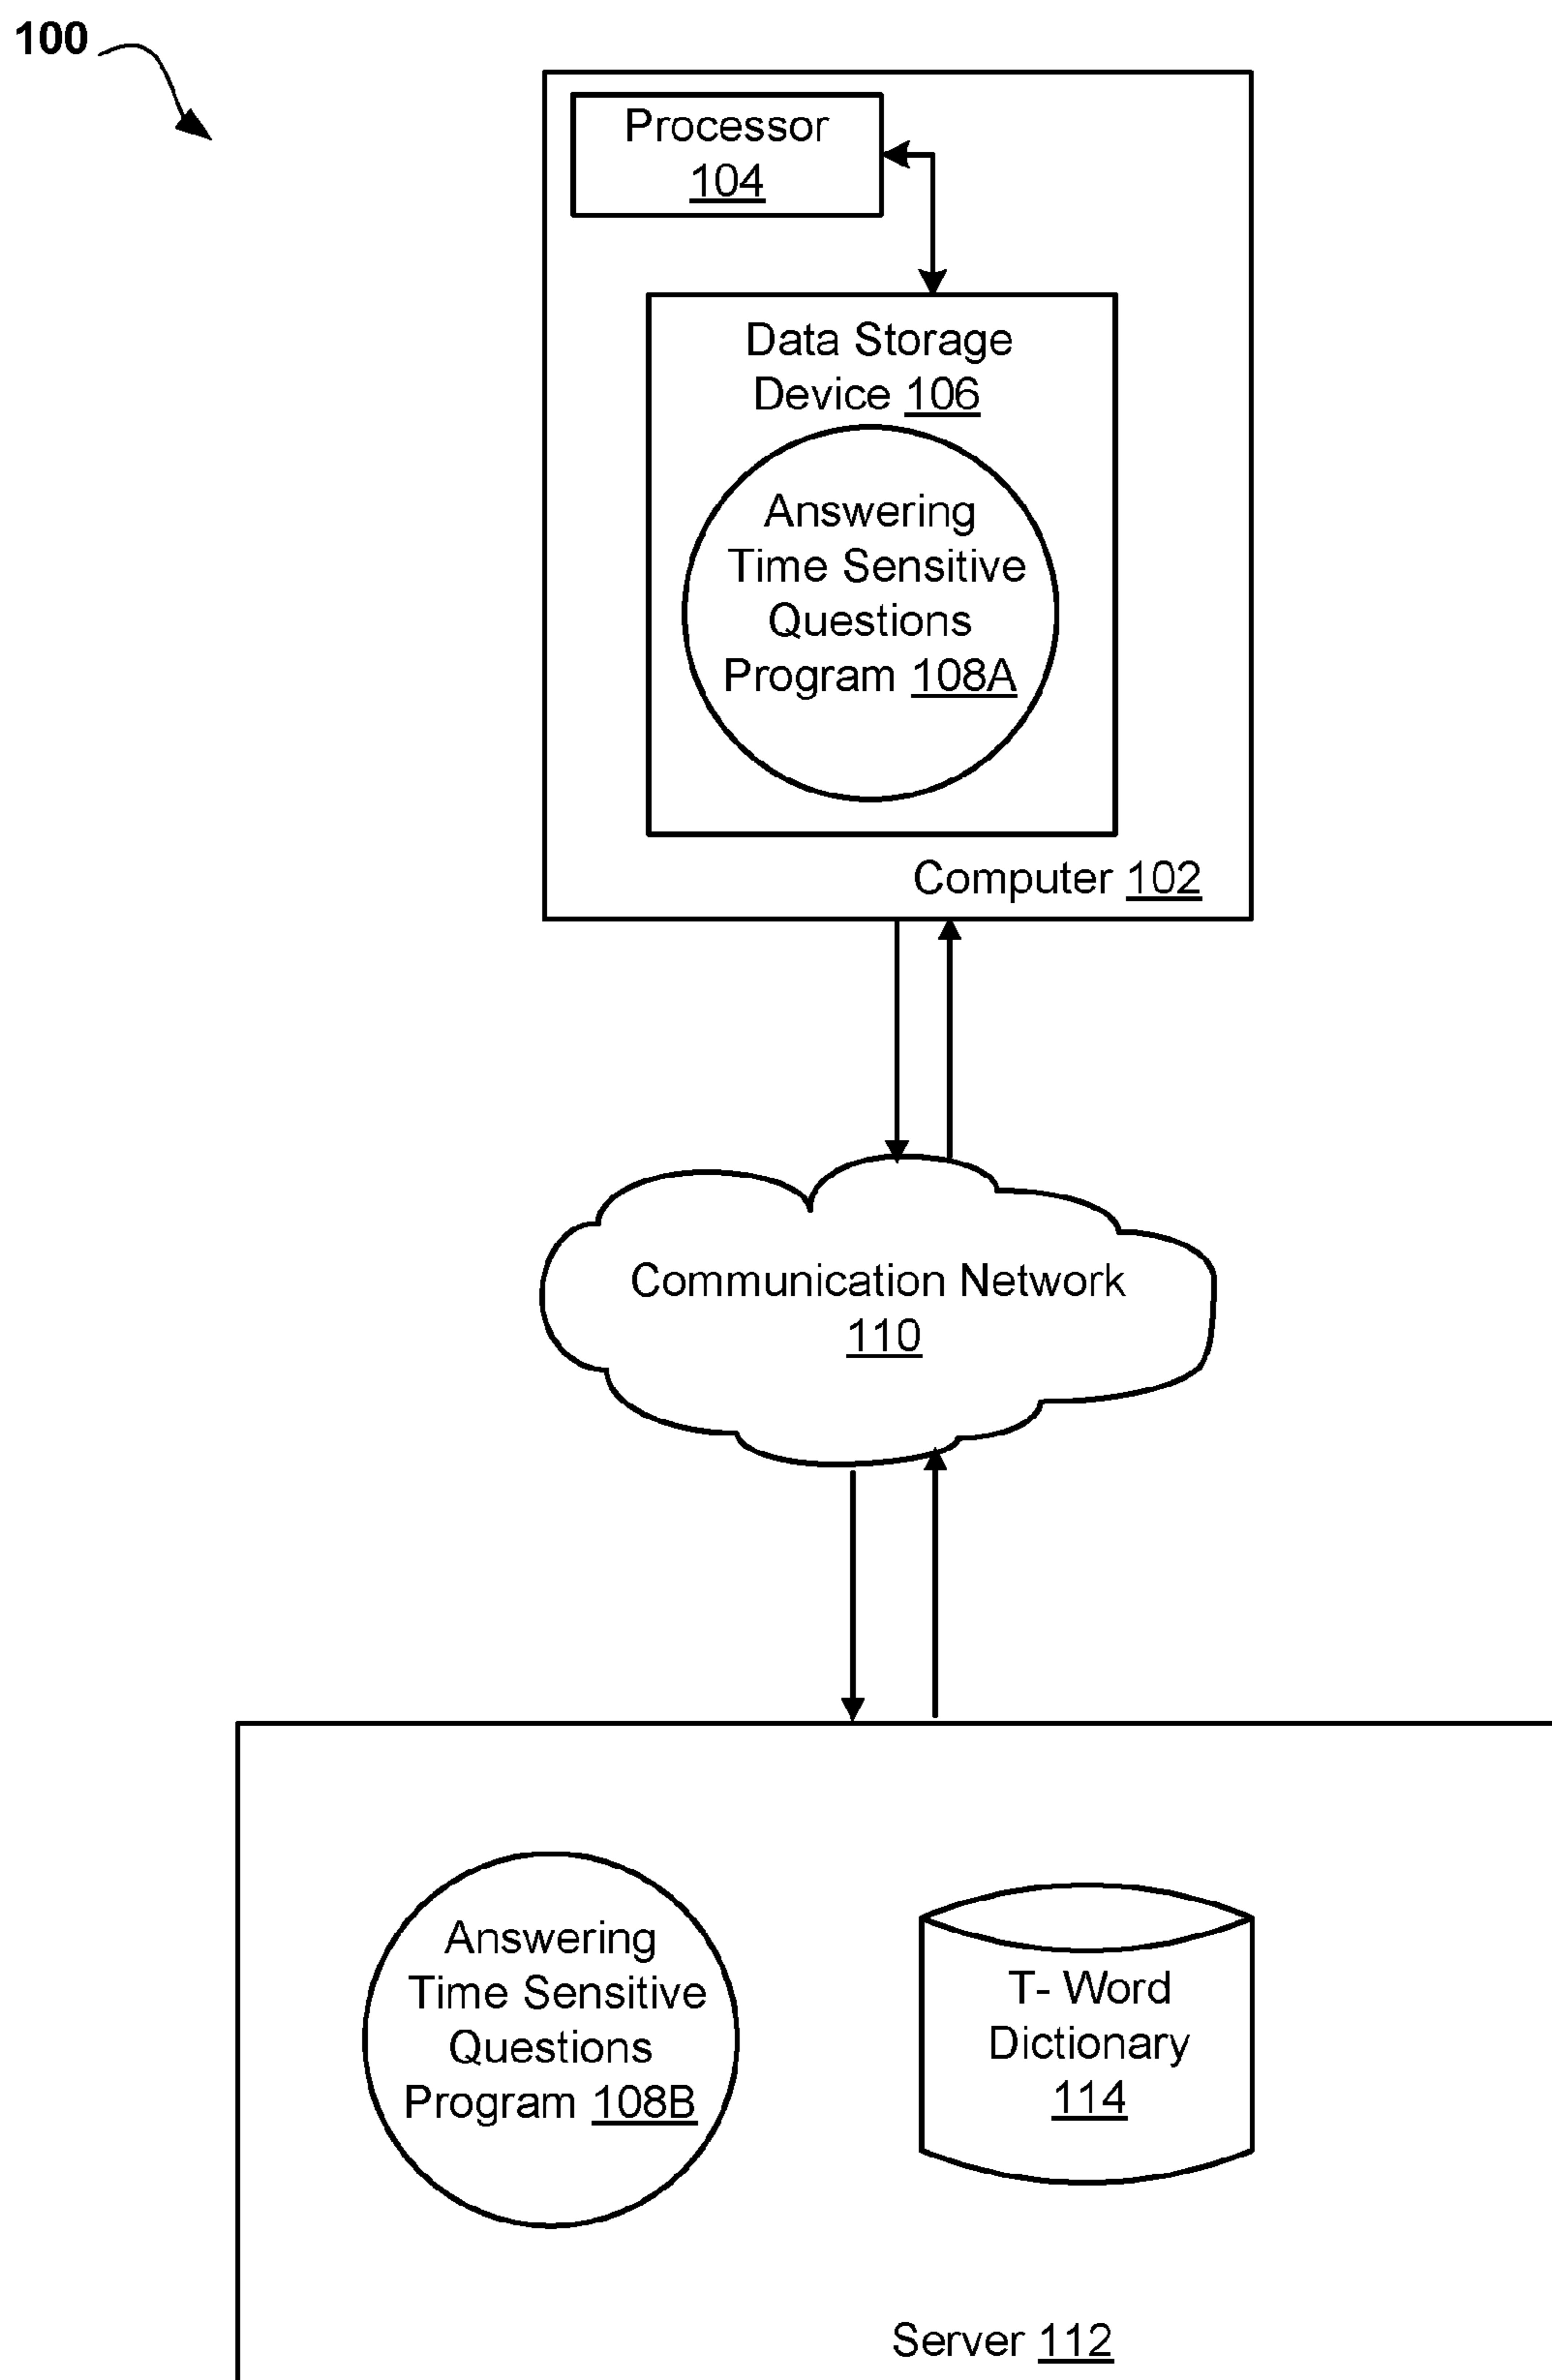 100
Processor
104
Data Storage
Device 106
Answering
Time Sensitive
Questions
Program 108A
Computer 102
Communication Network
110
Answering
Time Sensitive
Questions
Program 108B
T- Word
Dictionary
114
Server 112